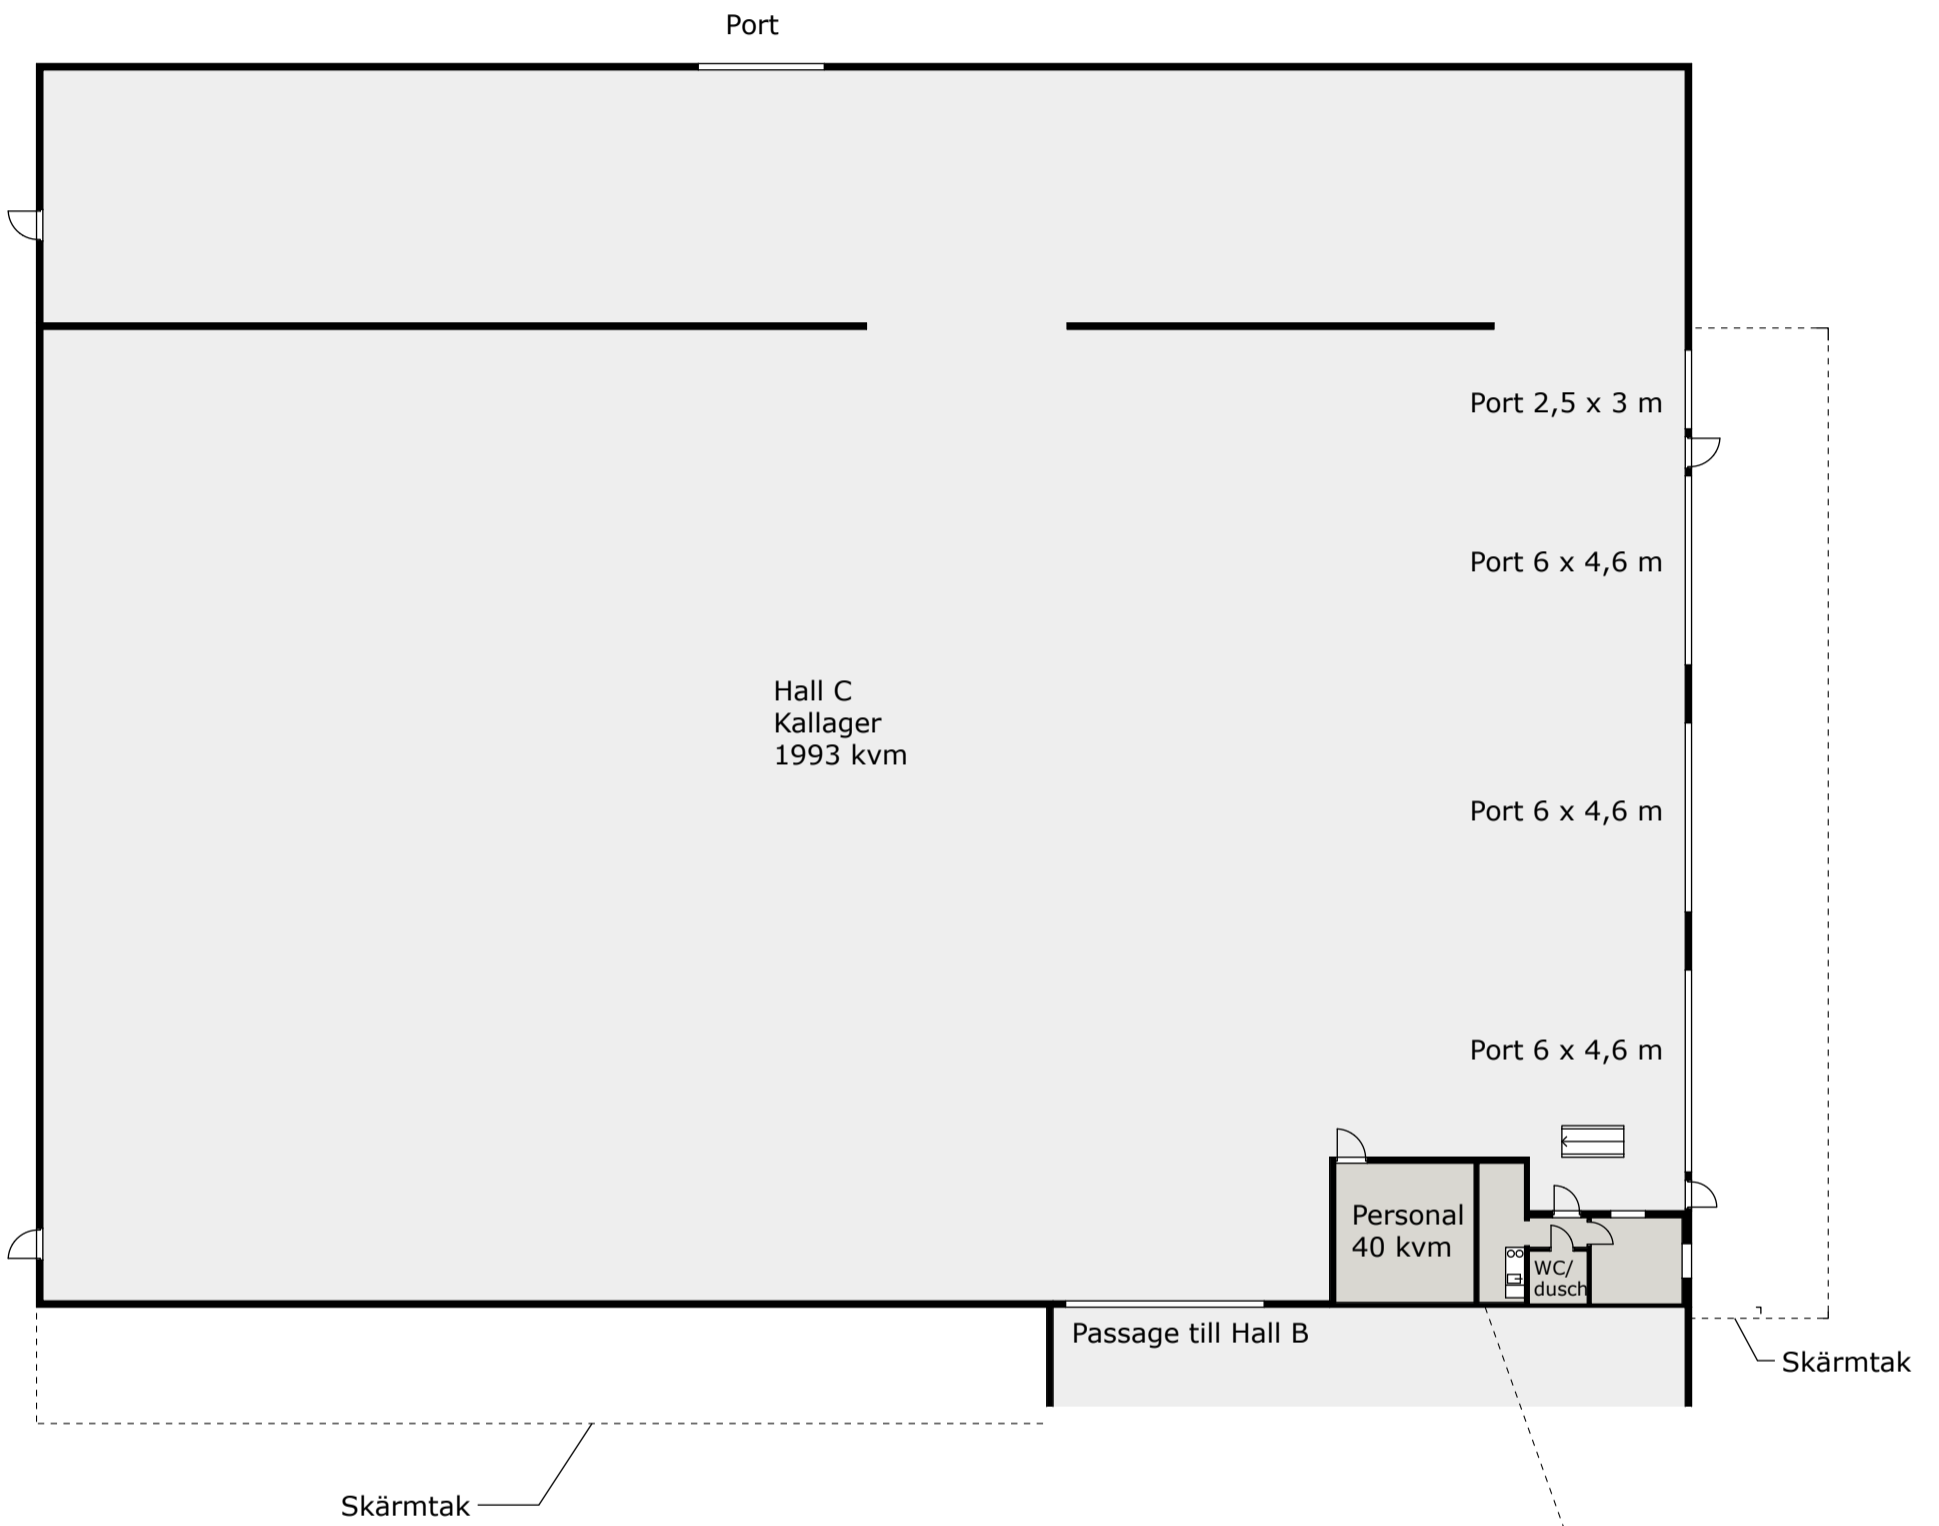 Port
Port 2,5 x 3 m
Port 6 x 4,6 m
Hall C
Kallager
1993 kvm
Port 6 x 4,6 m
Port 6 x 4,6 m
Personal
40 kvm
WC/
dusch
Passage till Hall B
Skärmtak
Skärmtak